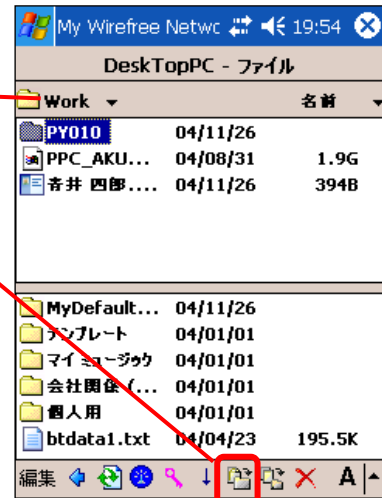 My Wirefree Netwc 19:54
DeskTopPC - ファイル
Work 名前
PY010 04/11/26
PPC_AKU... 04/08/31 1.9G
青井 四郎.... 04/11/26 394B
MyDefault... 04/11/26
テンプレート 04/01/01
マイ ミュージック 04/01/01
会社関係 (... 04/01/01
個人用 04/01/01
btdata1.txt 04/04/23 195.5K
編集 A